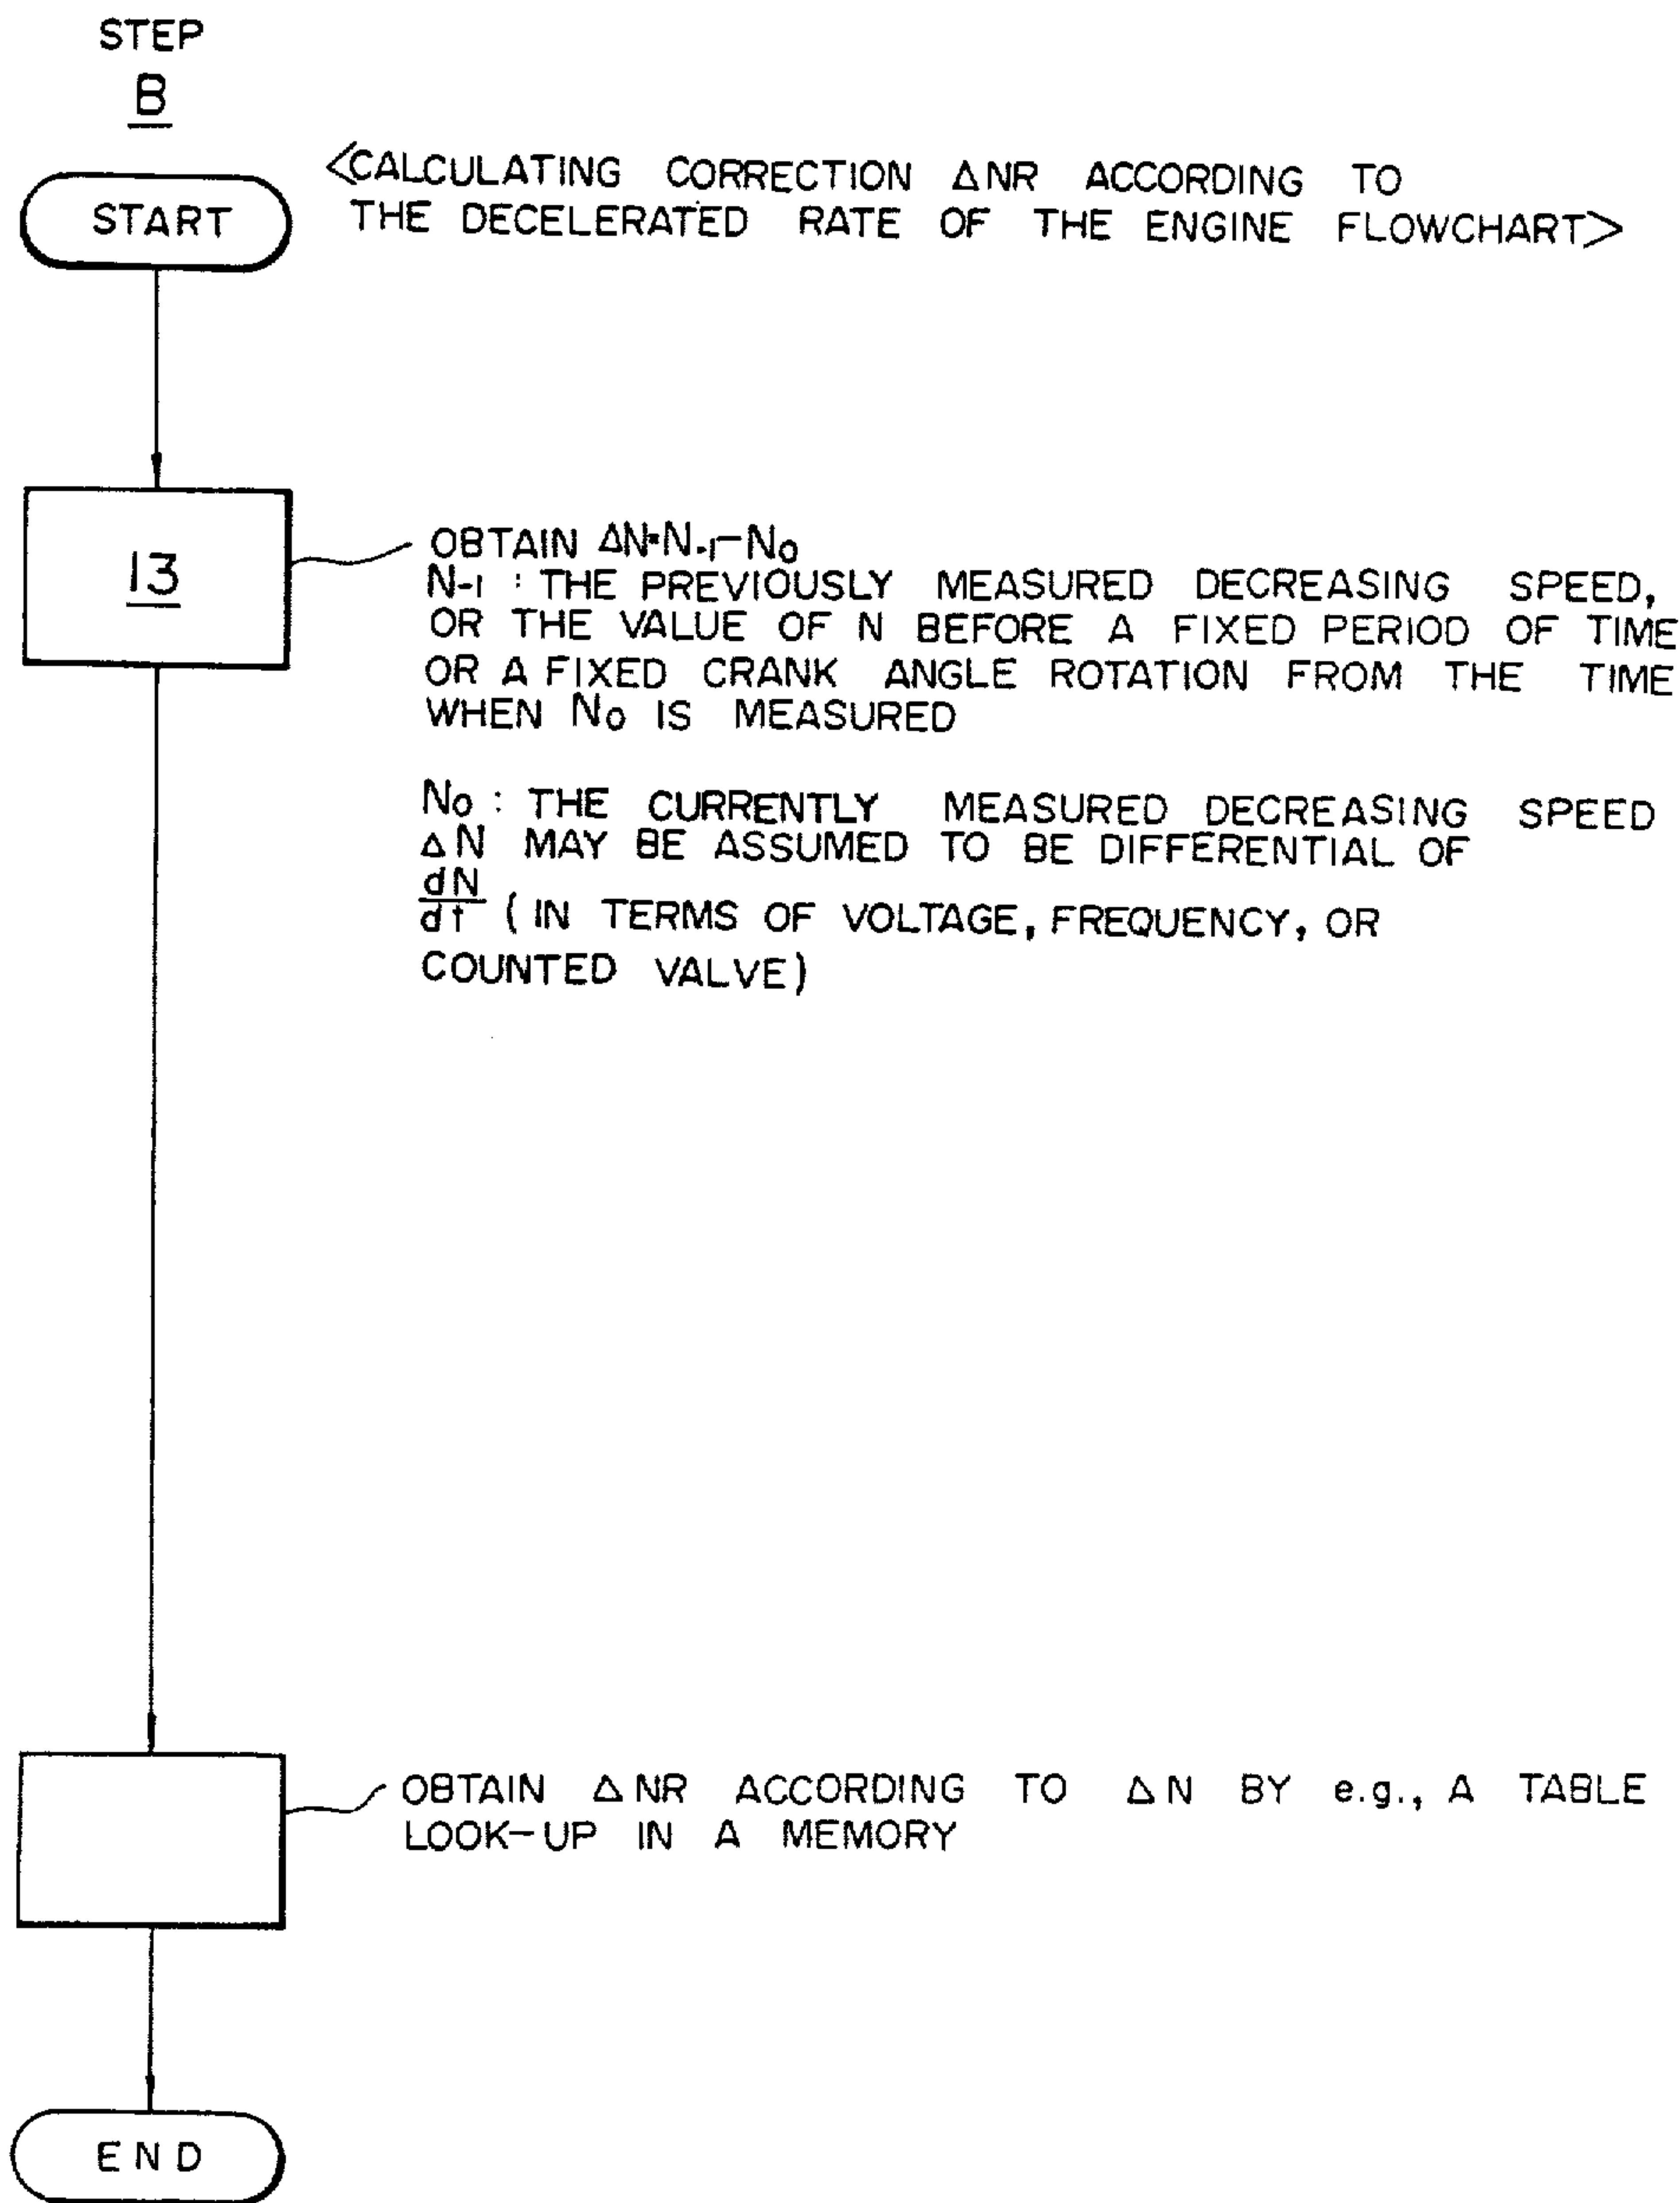 STEP
B
START
<CALCULATING CORRECTION ΔNR ACCORDING TO
THE DECELERATED RATE OF THE ENGINE FLOWCHART>
13
OBTAIN ΔN=N-1-N0
N-1 : THE PREVIOUSLY MEASURED DECREASING SPEED,
OR THE VALUE OF N BEFORE A FIXED PERIOD OF TIME
OR A FIXED CRANK ANGLE ROTATION FROM THE TIME
WHEN N0 IS MEASURED
N0 : THE CURRENTLY MEASURED DECREASING SPEED
ΔN MAY BE ASSUMED TO BE DIFFERENTIAL OF
dN
dt (IN TERMS OF VOLTAGE, FREQUENCY, OR
COUNTED VALVE)
OBTAIN ΔNR ACCORDING TO ΔN BY e.g., A TABLE
LOOK-UP IN A MEMORY
END